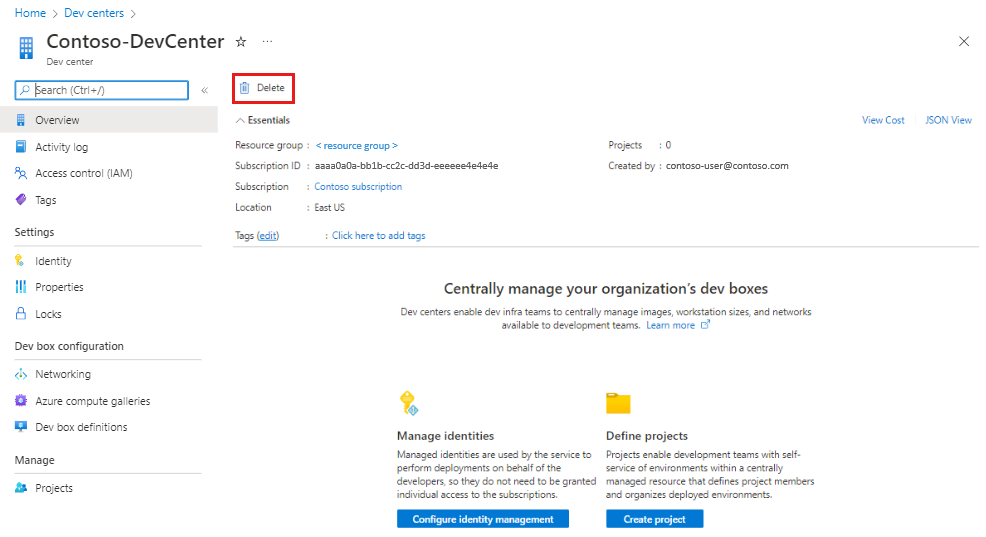 Home > Dev centers >
Contoso-DevCenter ☆ ···
Dev center
Search (Ctrl+/) «
Delete
Overview
Activity log
Access control (IAM)
Tags
Settings
Identity
Properties
Locks
Dev box configuration
Networking
Azure compute galleries
Dev box definitions
Manage
Projects
Essentials
View Cost JSON View
Resource group : < resource group >
Subscription ID : aaaa0a0a-bb1b-cc2c-dd3d-eeeeee4e4e4e
Subscription : Contoso subscription
Location : East US
Projects : 0
Created by : contoso-user@contoso.com
Tags (edit) : Click here to add tags
Centrally manage your organization's dev boxes
Dev centers enable dev infra teams to centrally manage images, workstation sizes, and networks
available to development teams. Learn more
Manage identities
Managed identities are used by the service to
perform deployments on behalf of the
developers, so they do not need to be granted
individual access to the subscriptions.
Configure identity management
Define projects
Projects enable development teams with self-
service of environments within a centrally
managed resource that defines project members
and organizes deployed environments.
Create project